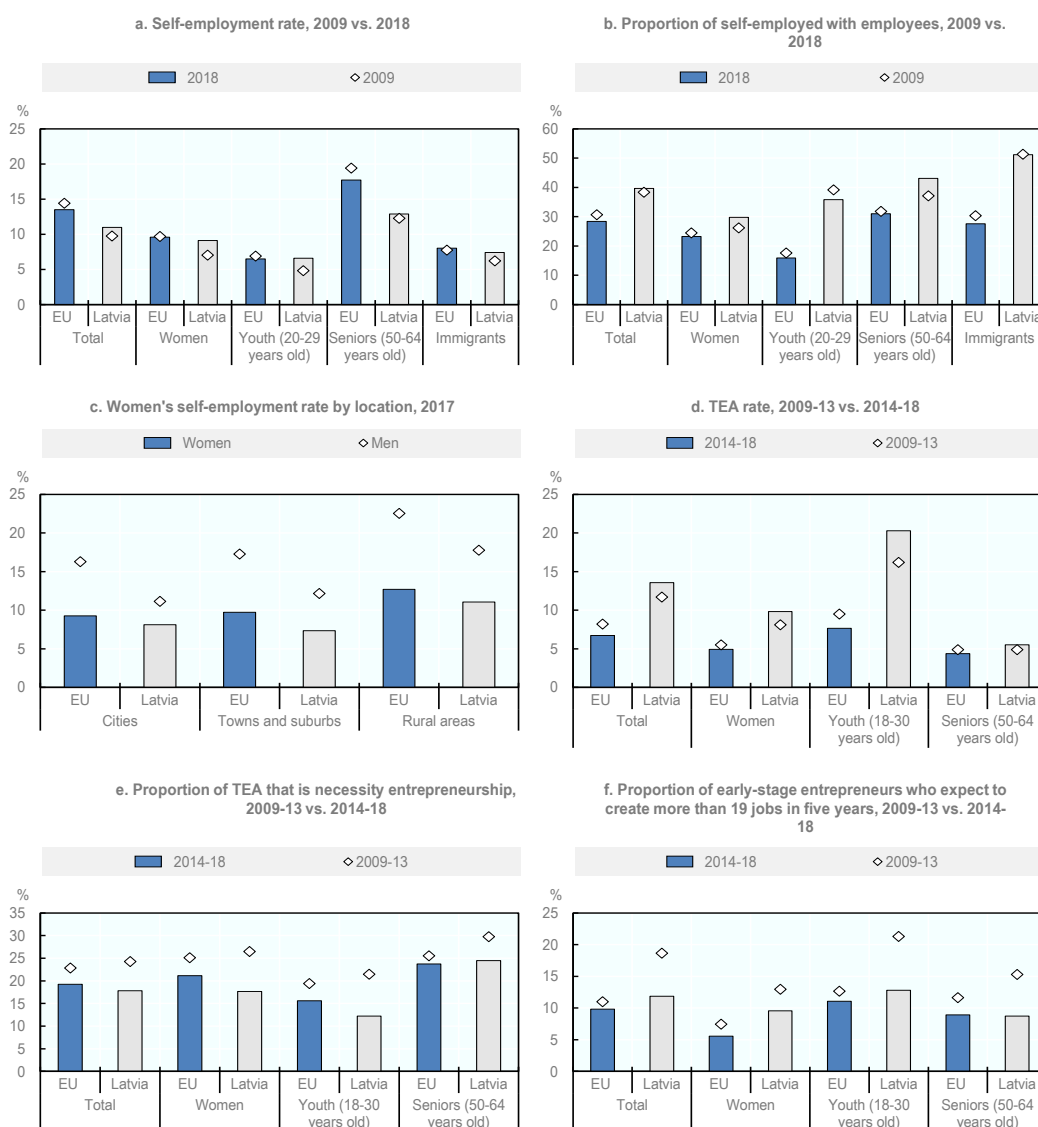 a. Self-employment rate, 2009 vs. 2018
2018
2009
%
25
20
15
10
5
0
EU Latvia EU Latvia EU Latvia EU Latvia EU Latvia
Total Women Youth (20-29 years old) Seniors (50-64 years old) Immigrants
b. Proportion of self-employed with employees, 2009 vs.
2018
2018
2009
%
60
50
40
30
20
10
0
EU Latvia EU Latvia EU Latvia EU Latvia EU Latvia
Total Women Youth (20-29 years old) Seniors (50-64 years old) Immigrants
c. Women's self-employment rate by location, 2017
Women
Men
%
25
20
15
10
5
0
EU Latvia EU Latvia EU Latvia
Cities Towns and suburbs Rural areas
d. TEA rate, 2009-13 vs. 2014-18
2014-18
2009-13
%
25
20
15
10
5
0
EU Latvia EU Latvia EU Latvia EU Latvia
Total Women Youth (18-30 years old) Seniors (50-64 years old)
e. Proportion of TEA that is necessity entrepreneurship,
2009-13 vs. 2014-18
2014-18
2009-13
%
35
30
25
20
15
10
5
0
EU Latvia EU Latvia EU Latvia EU Latvia
Total Women Youth (18-30 years old) Seniors (50-64 years old)
f. Proportion of early-stage entrepreneurs who expect to
create more than 19 jobs in five years, 2009-13 vs. 2014-
18
2014-18
2009-13
%
25
20
15
10
5
0
EU Latvia EU Latvia EU Latvia EU Latvia
Total Women Youth (18-30 years old) Seniors (50-64 years old)